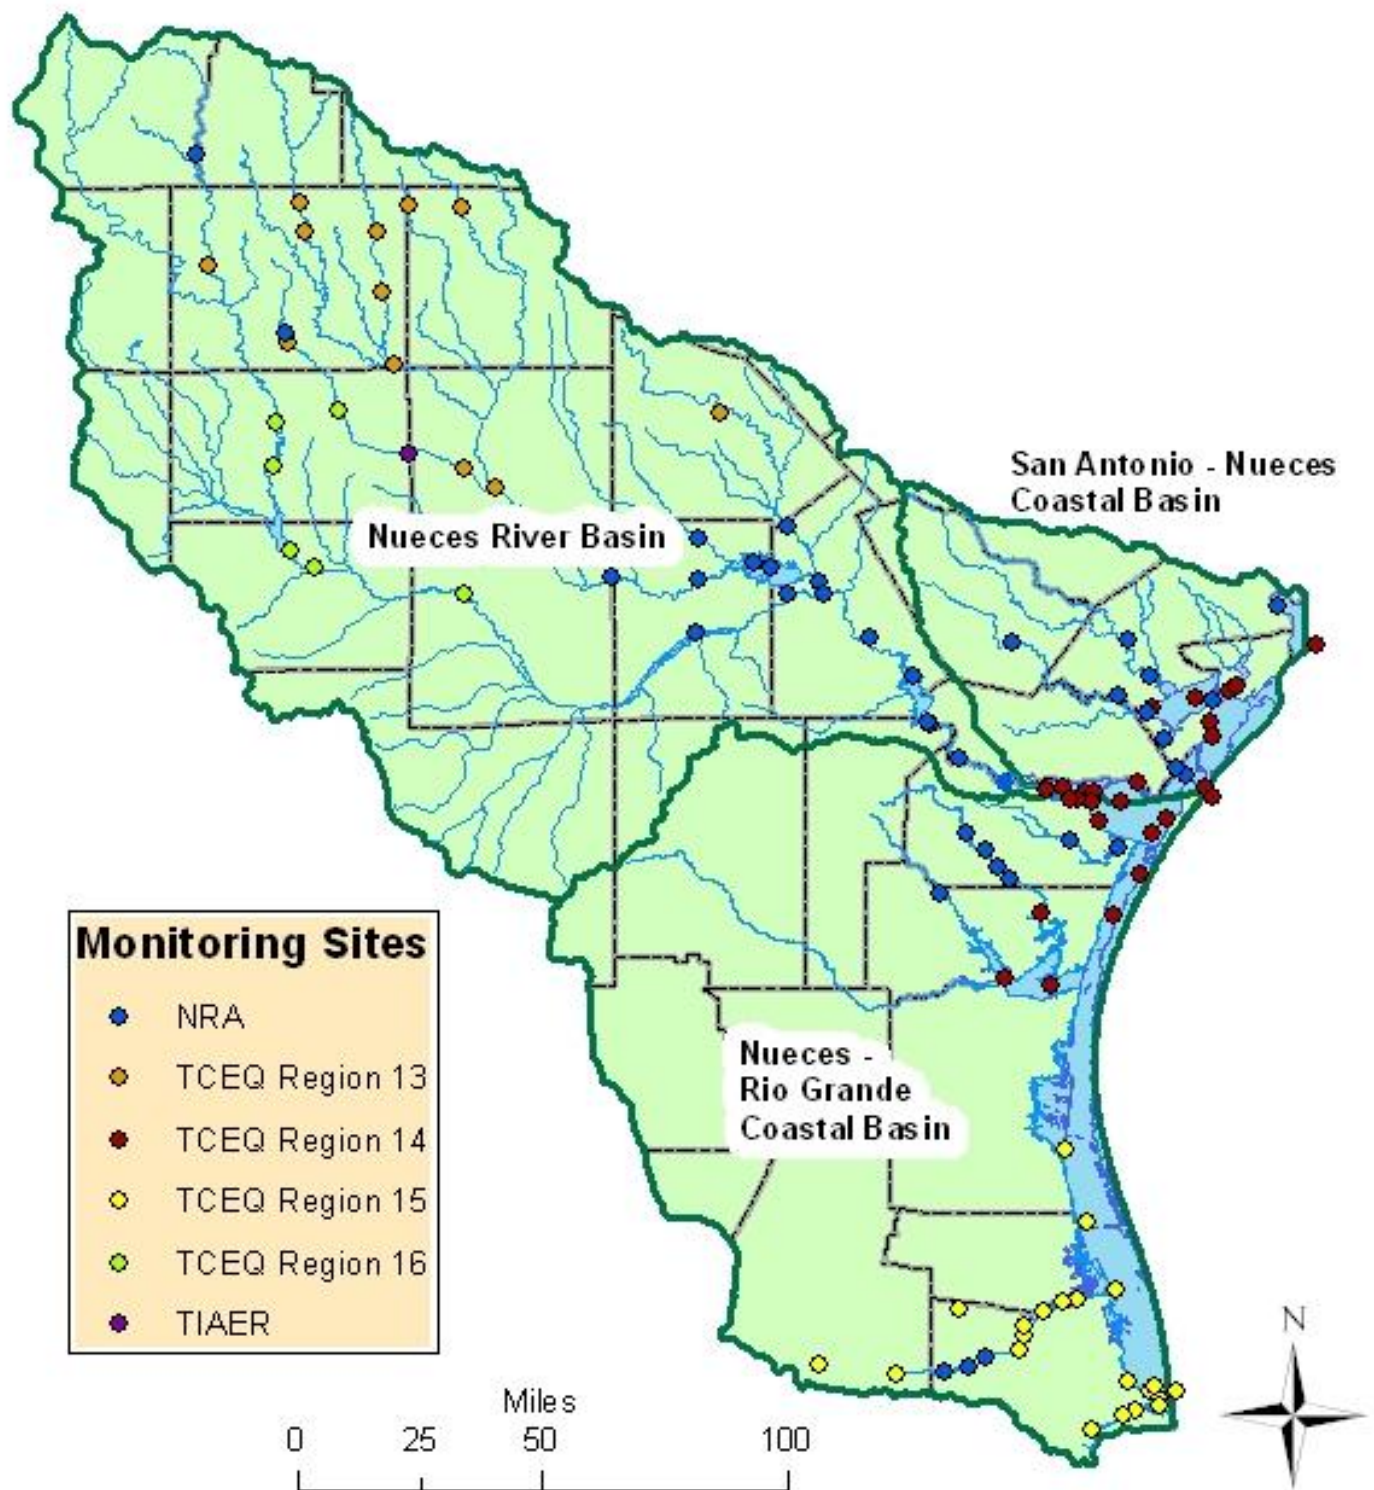 San Antonio - Nueces
Coastal Basin
Nueces River Basin
Nueces -
Rio Grande
Coastal Basin
Monitoring Sites
NRA
TCEQ Region 13
TCEQ Region 14
TCEQ Region 15
TCEQ Region 16
TIAER
Miles
0 25 50 100
N